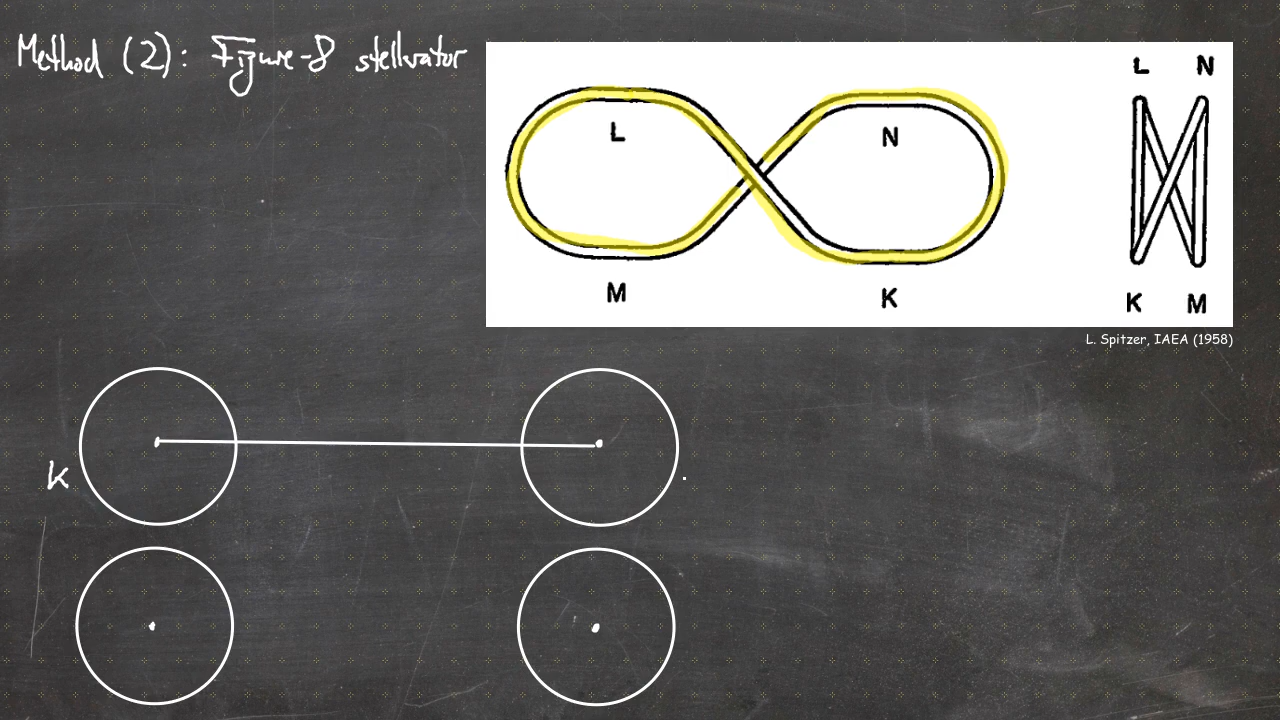 Method (2): Figure-8 stellarator
L N
L N
M K
K M
L. Spitzer, IAEA (1958)
K